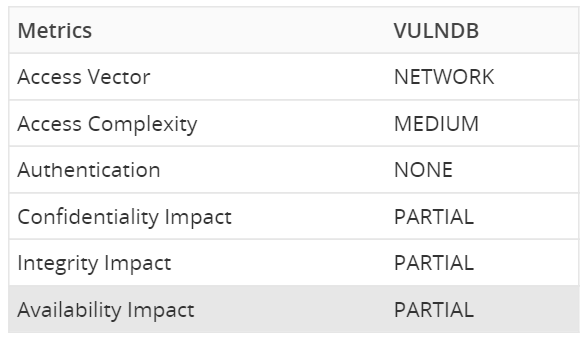 Metrics VULNDB
Access Vector NETWORK
Access Complexity MEDIUM
Authentication NONE
Confidentiality Impact PARTIAL
Integrity Impact PARTIAL
Availability Impact PARTIAL